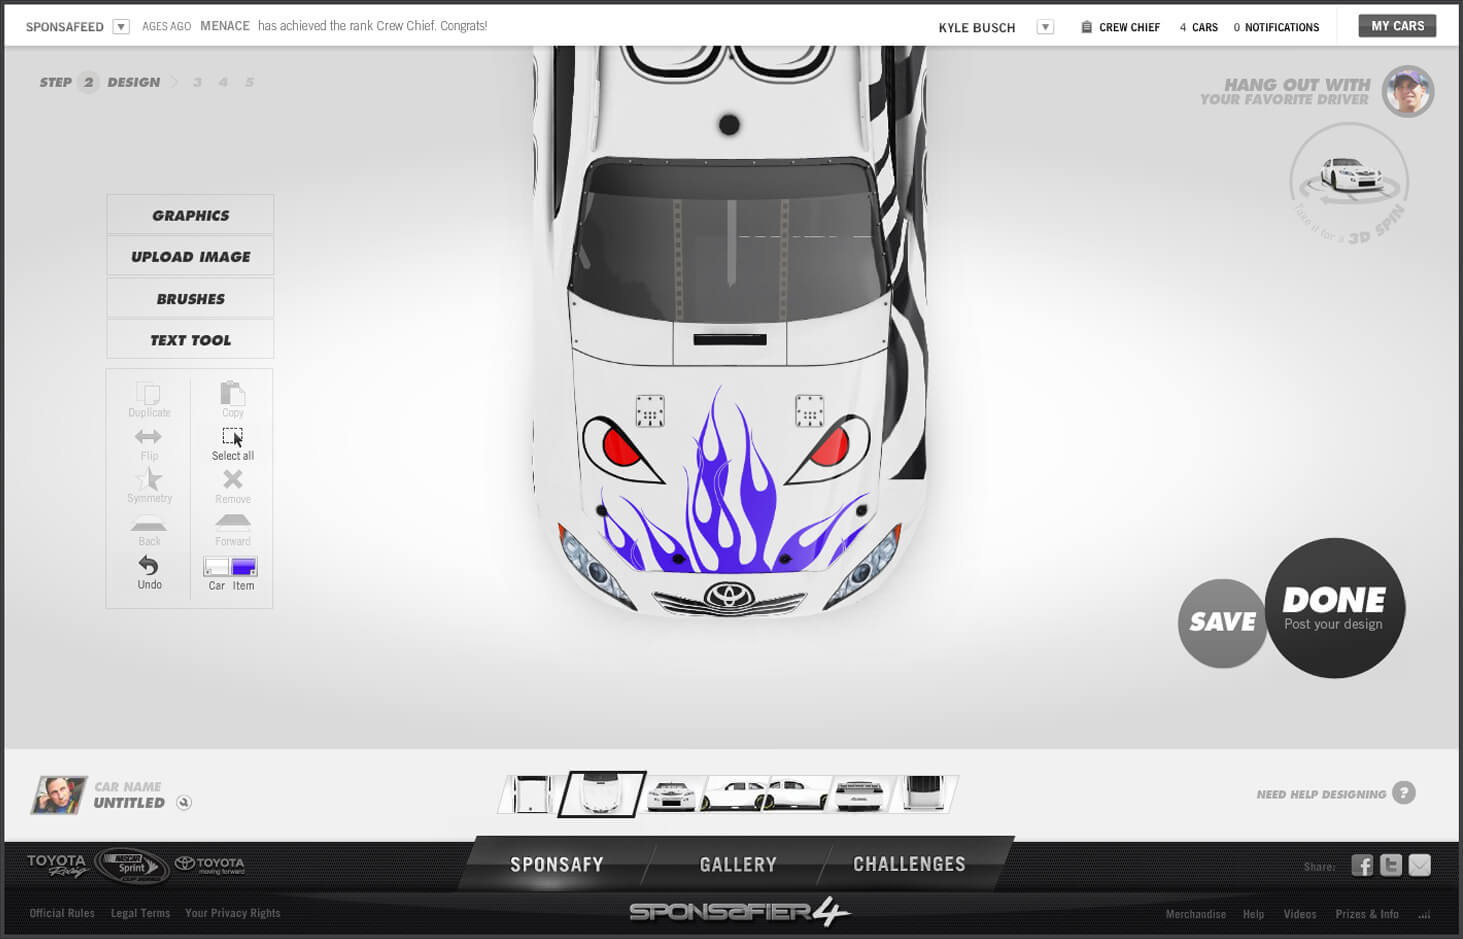 SPONSAFEED
AGES AGO MENACE has achieved the rank Crew Chief. Congrats!
KYLE BUSCH
CREW CHIEF
4 CARS
0 NOTIFICATIONS
MY CARS
STEP 2 DESIGN 3 4 5
HANG OUT WITH
YOUR FAVORITE DRIVER
Take it for a 3D SPIN
GRAPHICS
UPLOAD IMAGE
BRUSHES
TEXT TOOL
Duplicate
Copy
Flip
Select all
Symmetry
Remove
Back
Forward
Undo
Car Item
SAVE
DONE
Post your design
CAR NAME
UNTITLED
NEED HELP DESIGNING ?
TOYOTA
Racing
NASCAR
Sprint
CUP SERIES
TOYOTA
moving forward
SPONSAFY
GALLERY
CHALLENGES
Share:
Official Rules
Legal Terms
Your Privacy Rights
SPONSAFIER 4
Merchandise
Help
Videos
Prizes & Info